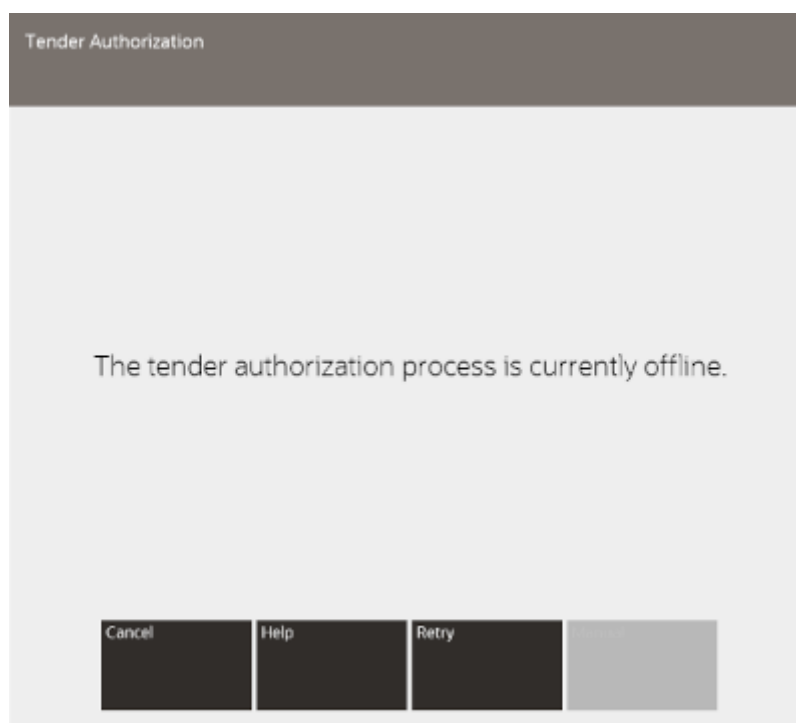 Tender Authorization
The tender authorization process is currently offline.
Cancel
Help
Retry